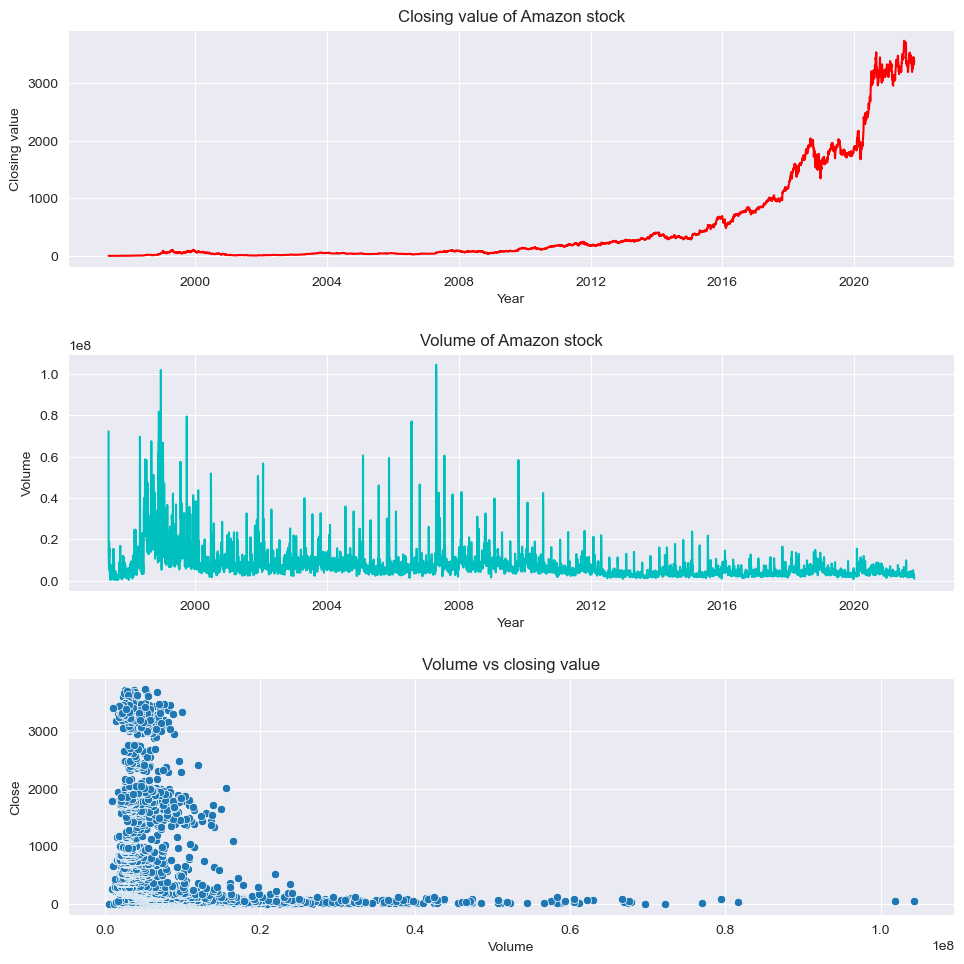 Closing value of Amazon stock
Closing value
3000
2000
1000
0
2000 2004 2008 2012 2016 2020
Year
Volume of Amazon stock
1e8
Volume
1.0
0.8
0.6
0.4
0.2
0.0
2000 2004 2008 2012 2016 2020
Year
Volume vs closing value
Close
3000
2000
1000
0
0.0 0.2 0.4 0.6 0.8 1.0
Volume
1e8